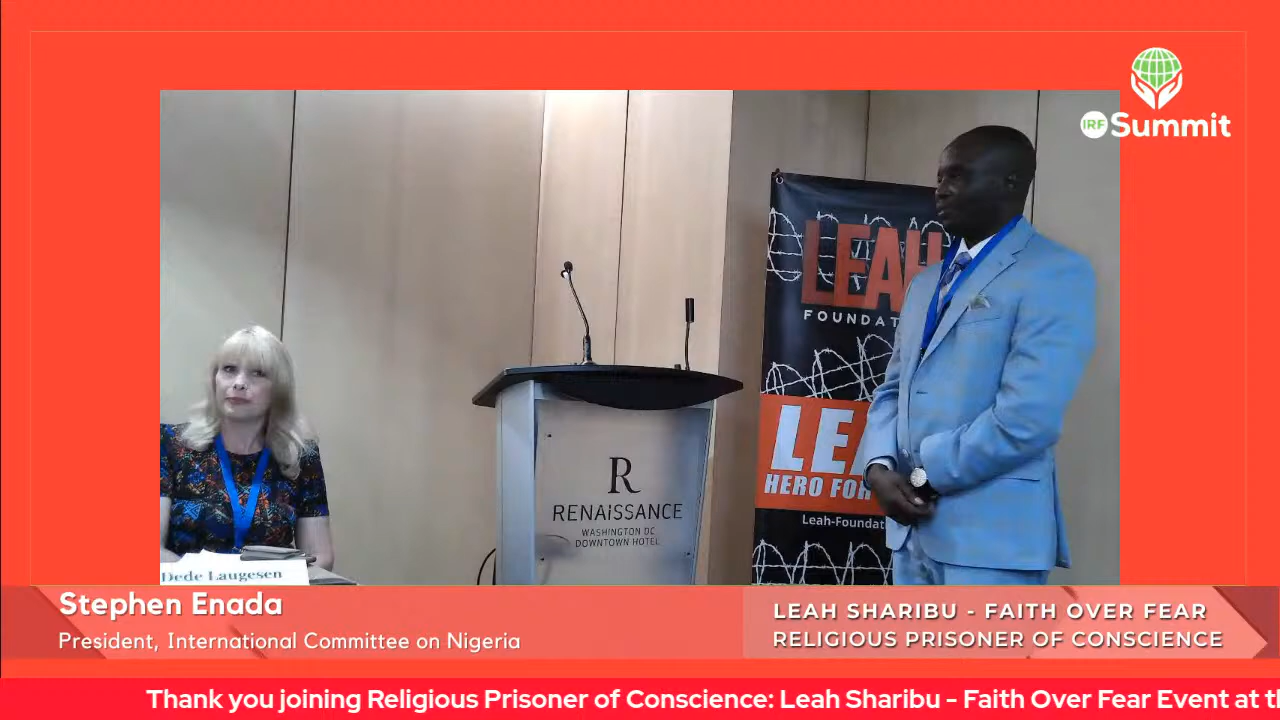 IRF Summit
LEAH
FOUNDAT
LEA
HERO FOR
Leah-Foundat
R
RENAISSANCE
WASHINGTON DC
DOWNTOWN HOTEL
Dede Laugesen
Stephen Enada
President, International Committee on Nigeria
LEAH SHARIBU - FAITH OVER FEAR
RELIGIOUS PRISONER OF CONSCIENCE
Thank you joining Religious Prisoner of Conscience: Leah Sharibu - Faith Over Fear Event at th